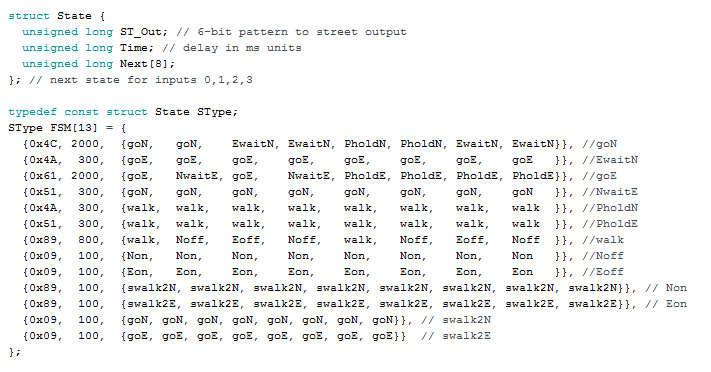 struct State {
  unsigned long ST_Out; // 6-bit pattern to street output
  unsigned long Time; // delay in ms units
  unsigned long Next[8];
}; // next state for inputs 0,1,2,3

typedef const struct State SType;
SType FSM[13] = {
  {0x4C, 2000, {goN,   goN,    EwaitN, EwaitN, PholdN, PholdN, EwaitN, EwaitN}}, //goN
  {0x4A,  300, {goE,   goE,    goE,    goE,    goE,    goE,    goE,    goE   }}, //EwaitN
  {0x61, 2000, {goE,   NwaitE, goE,    NwaitE, PholdE, PholdE, PholdE, PholdE}}, //goE
  {0x51,  300, {goN,   goN,    goN,    goN,    goN,    goN,    goN,    goN   }}, //NwaitE
  {0x4A,  300, {walk,  walk,   walk,   walk,   walk,   walk,   walk,   walk  }}, //PholdN
  {0x51,  300, {walk,  walk,   walk,   walk,   walk,   walk,   walk,   walk  }}, //PholdE
  {0x89,  800, {walk,  Noff,   Eoff,   Noff,   walk,   Noff,   Eoff,   Noff  }}, //walk
  {0x09,  100, {Non,   Non,    Non,    Non,    Non,    Non,    Non,    Non   }}, //Noff
  {0x09,  100, {Eon,   Eon,    Eon,    Eon,    Eon,    Eon,    Eon,    Eon   }}, //Eoff
  {0x89,  100, {swalk2N, swalk2N, swalk2N, swalk2N, swalk2N, swalk2N, swalk2N, swalk2N}}, // Non
  {0x89,  100, {swalk2E, swalk2E, swalk2E, swalk2E, swalk2E, swalk2E, swalk2E, swalk2E}}, // Eon
  {0x09,  100, {goN, goN, goN, goN, goN, goN, goN, goN}}, // swalk2N
  {0x09,  100, {goE, goE, goE, goE, goE, goE, goE, goE}}  // swalk2E
};